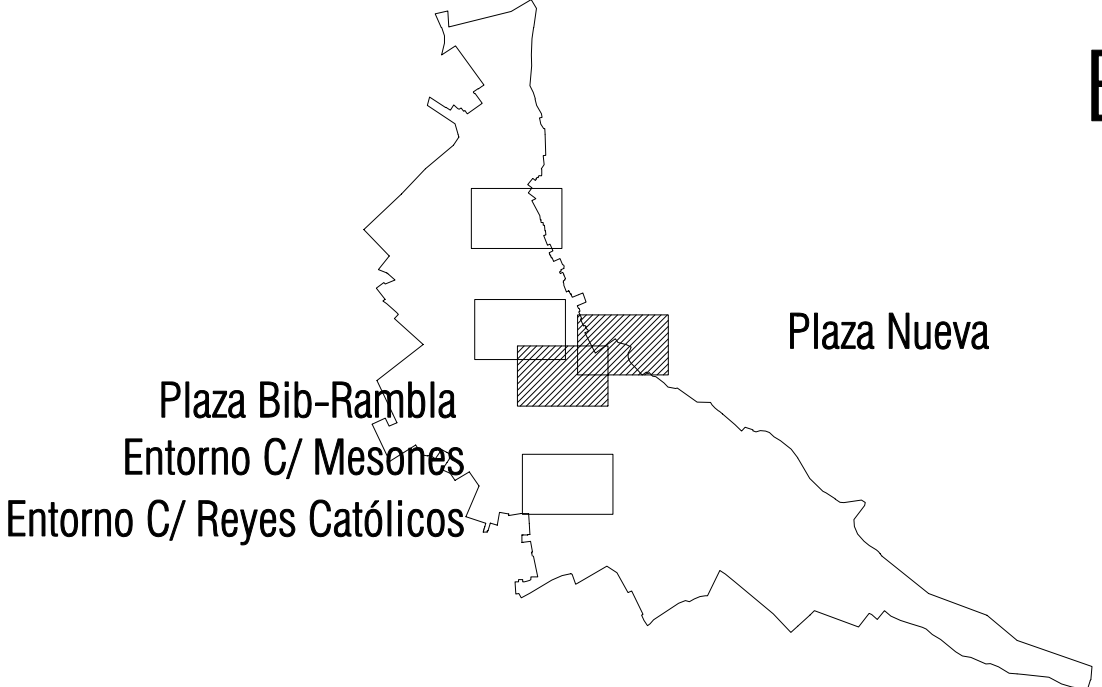 Plaza Nueva
Plaza Bib-Rambla
Entorno C/ Mesones
Entorno C/ Reyes Católicos